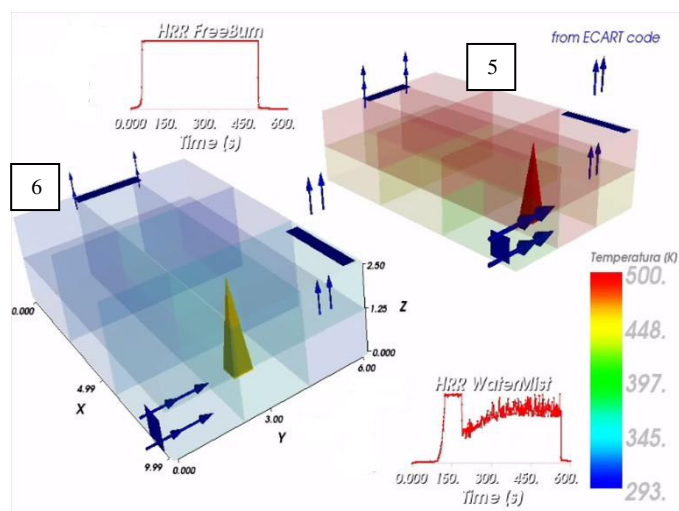 HRR FreeBurn
0.000 150. 300. 450. 600.
Time (s)
from ECART code
5
6
0.000
4.99
X
9.99
0.000
3.00
Y
6.00
2.50
1.25
Z
0.000
Temperatura (K)
500.
448.
397.
345.
293.
HRR WaterMist
0.000 150. 300. 450. 600.
Time (s)